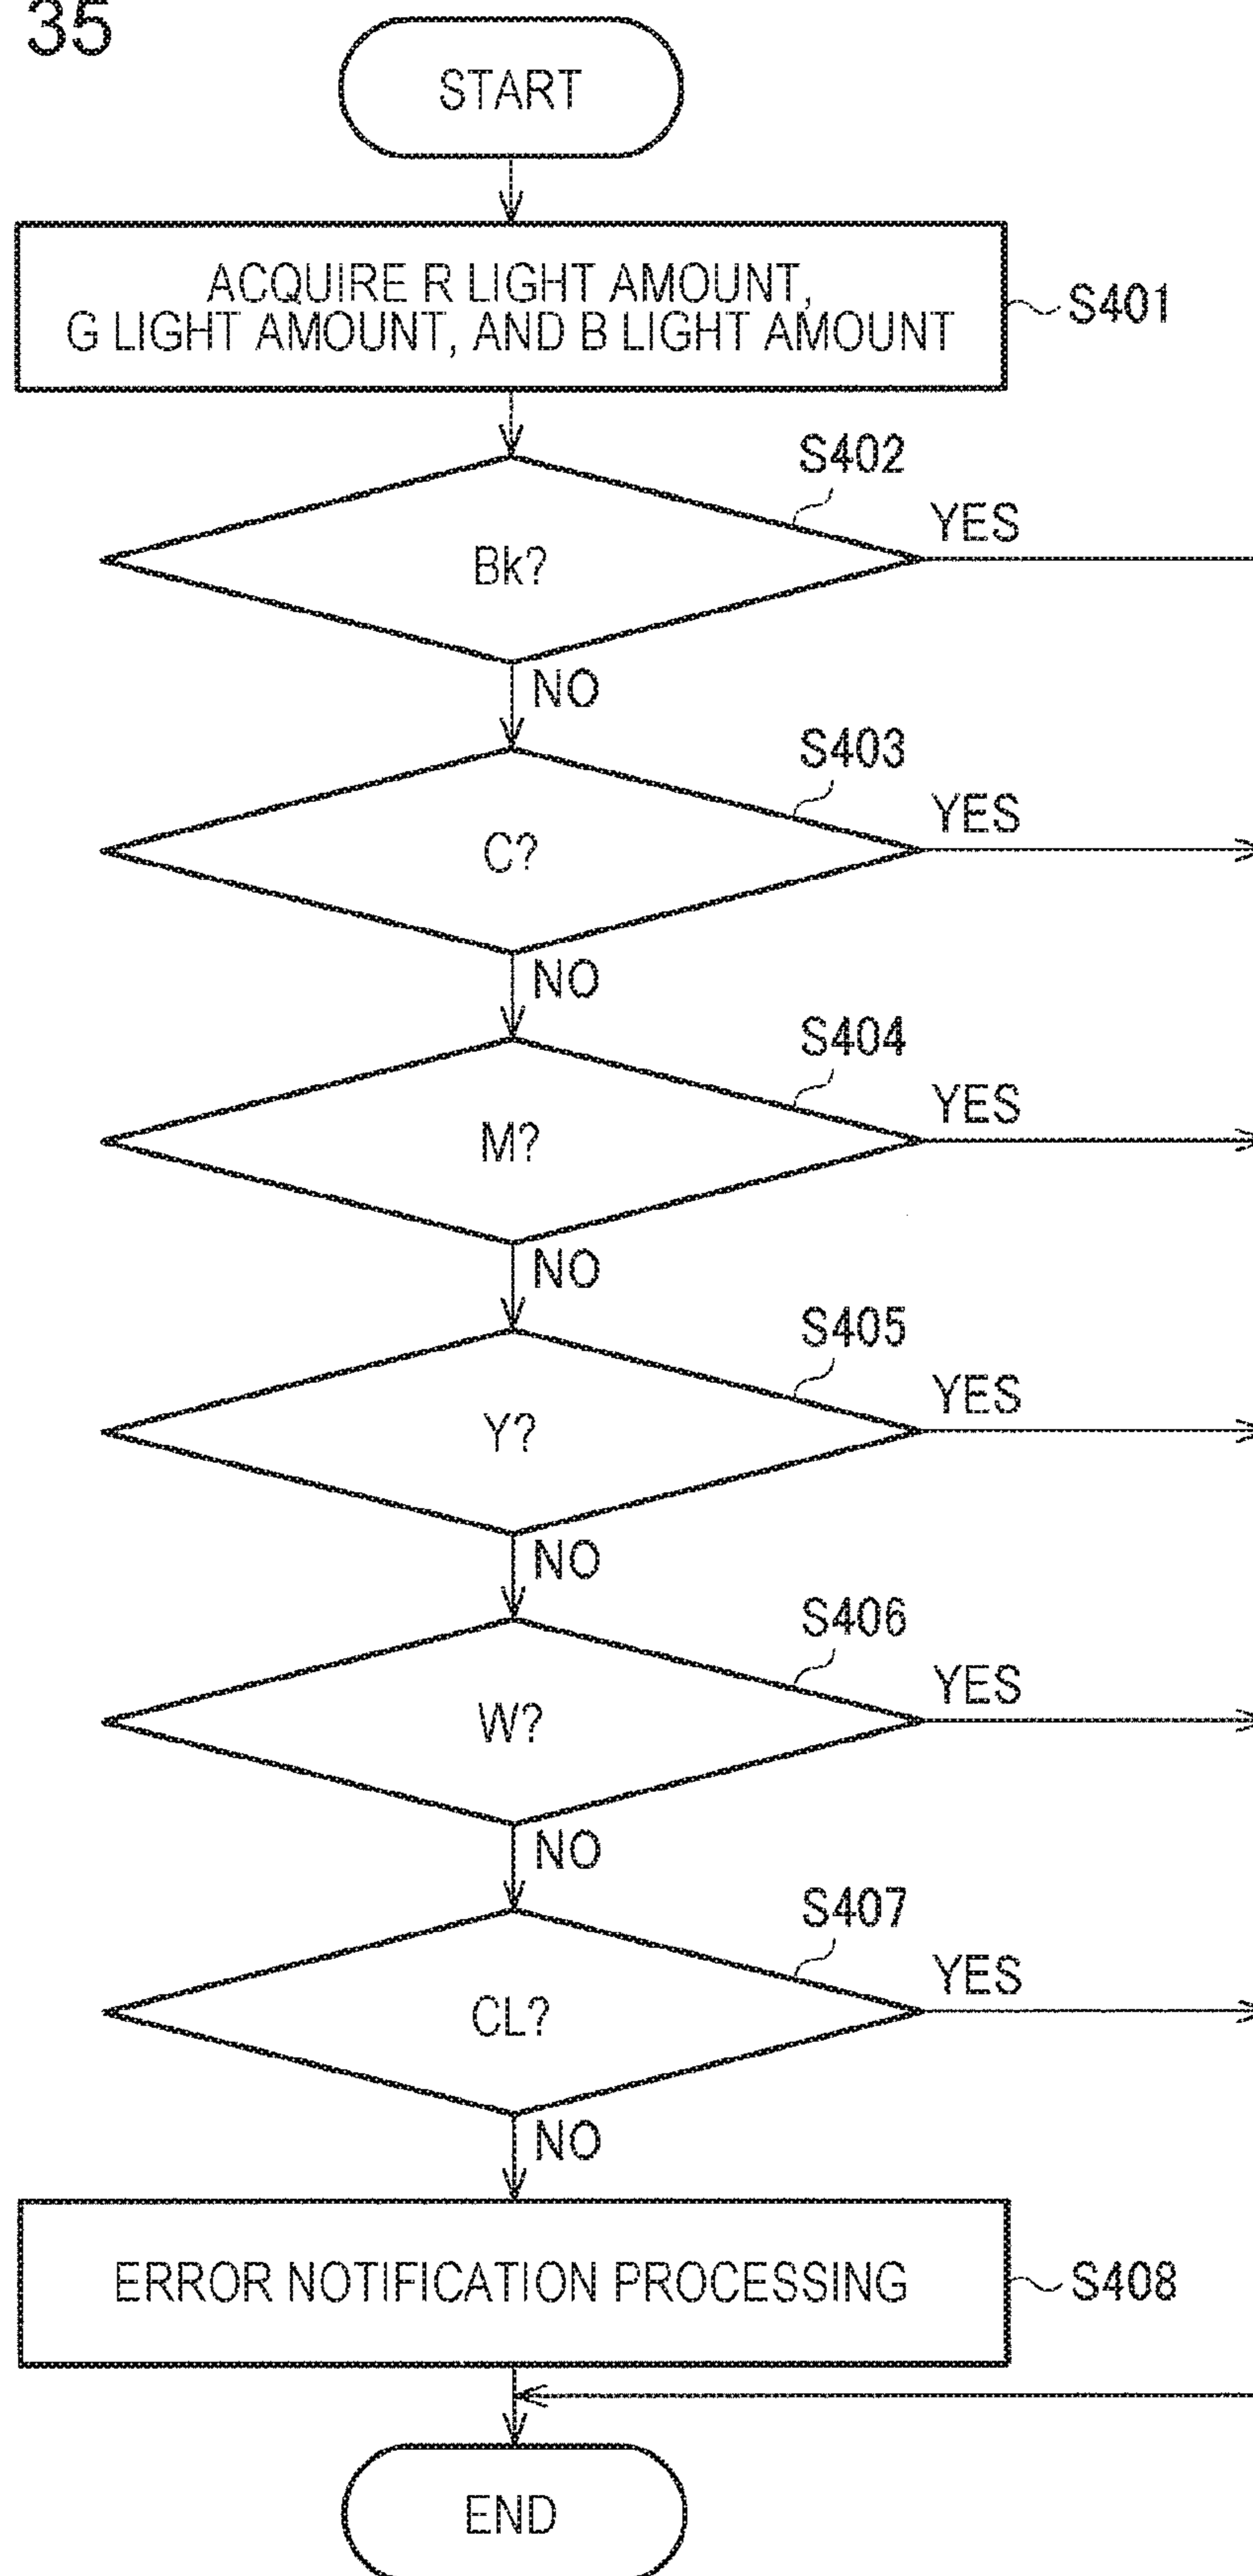 35
START
ACQUIRE R LIGHT AMOUNT,
G LIGHT AMOUNT, AND B LIGHT AMOUNT
S401
S402
Bk?
YES
NO
S403
C?
YES
NO
S404
M?
YES
NO
S405
Y?
YES
NO
S406
W?
YES
NO
S407
CL?
YES
NO
ERROR NOTIFICATION PROCESSING
S408
END